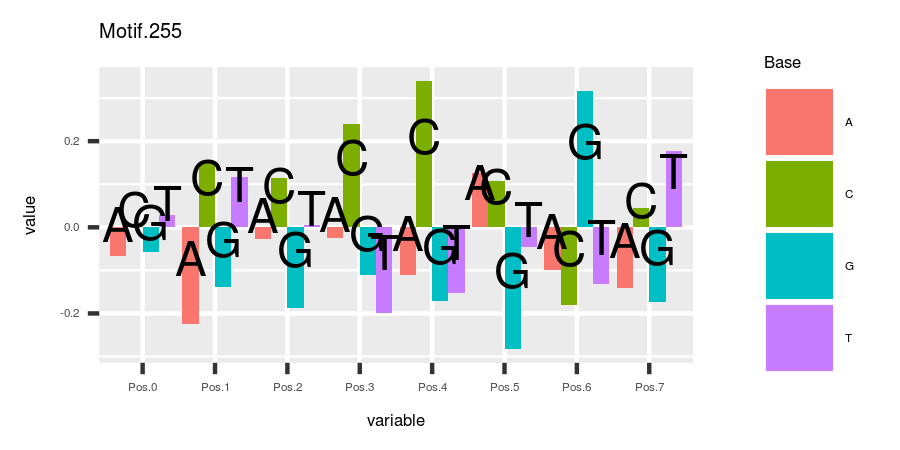 Motif.255
Base
A
C
G
T
value
0.2
0.0
-0.2
A C G T A C G T A C G T A C G T A C G T A C G T A C G T A C G T
Pos.0 Pos.1 Pos.2 Pos.3 Pos.4 Pos.5 Pos.6 Pos.7
variable